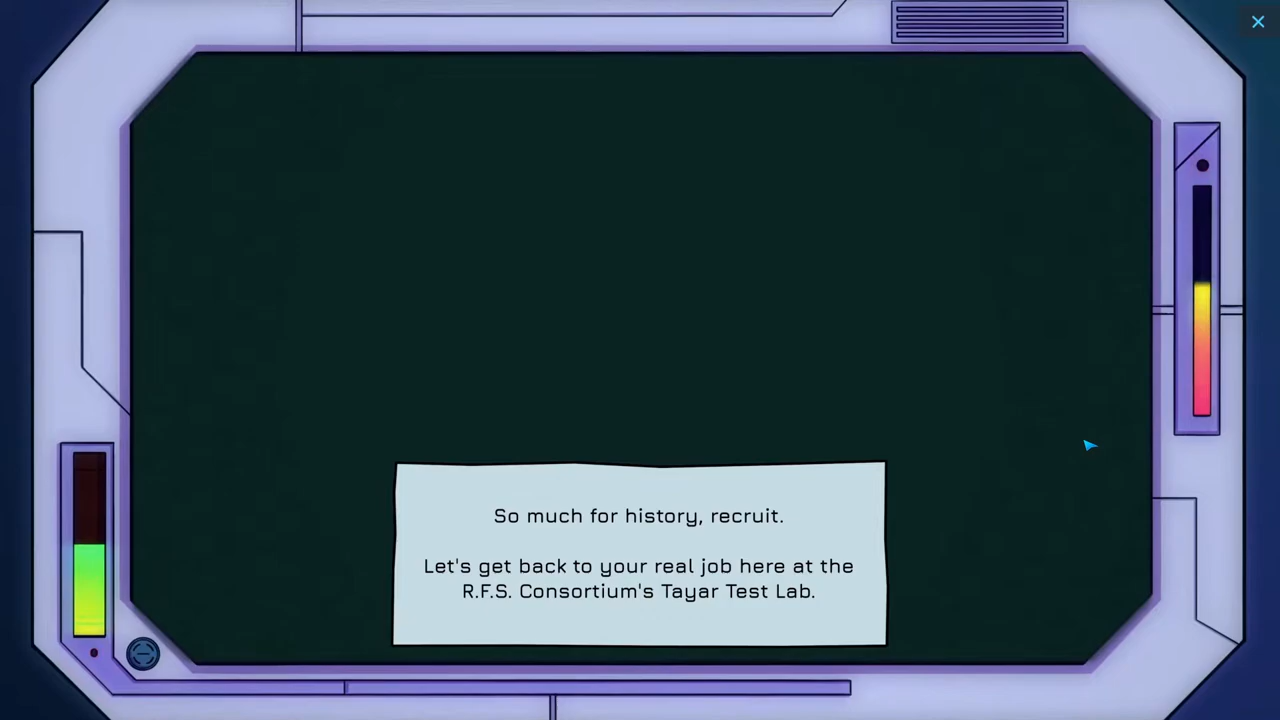 So much for history, recruit.
Let's get back to your real job here at the
R.F.S. Consortium's Tayar Test Lab.